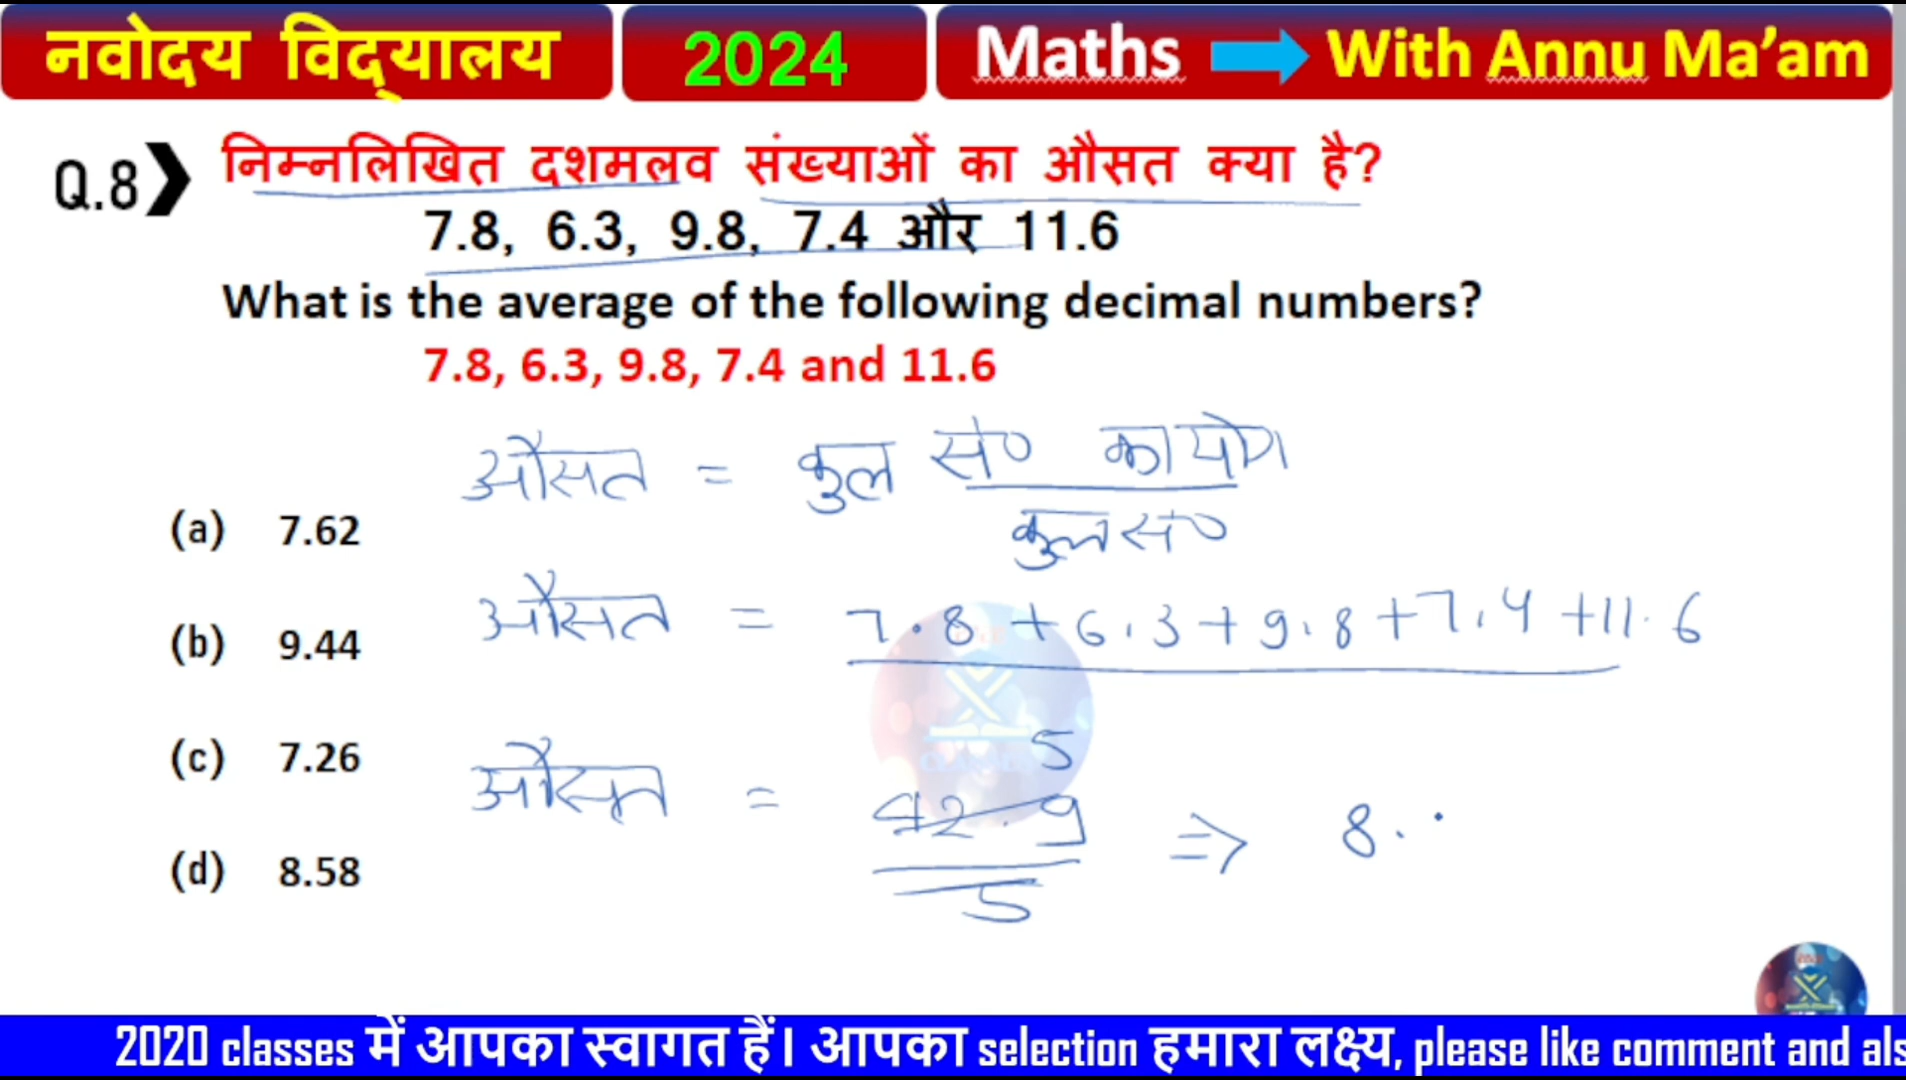 नवोदय विद्यालय 2024 Maths With Annu Ma’am
Q.8 निम्नलिखित दशमलव संख्याओं का औसत क्या है?
7.8, 6.3, 9.8, 7.4 और 11.6
What is the average of the following decimal numbers?
7.8, 6.3, 9.8, 7.4 and 11.6
औसत = कुल सं० का योग
कुल सं०
(a) 7.62
औसत = 7.8 + 6.3 + 9.8 + 7.4 + 11.6
5
(b) 9.44
(c) 7.26
औसत = 42.9 ⇒ 8..
5
(d) 8.58
2020 classes में आपका स्वागत हैं। आपका selection हमारा लक्ष्य, please like comment and als